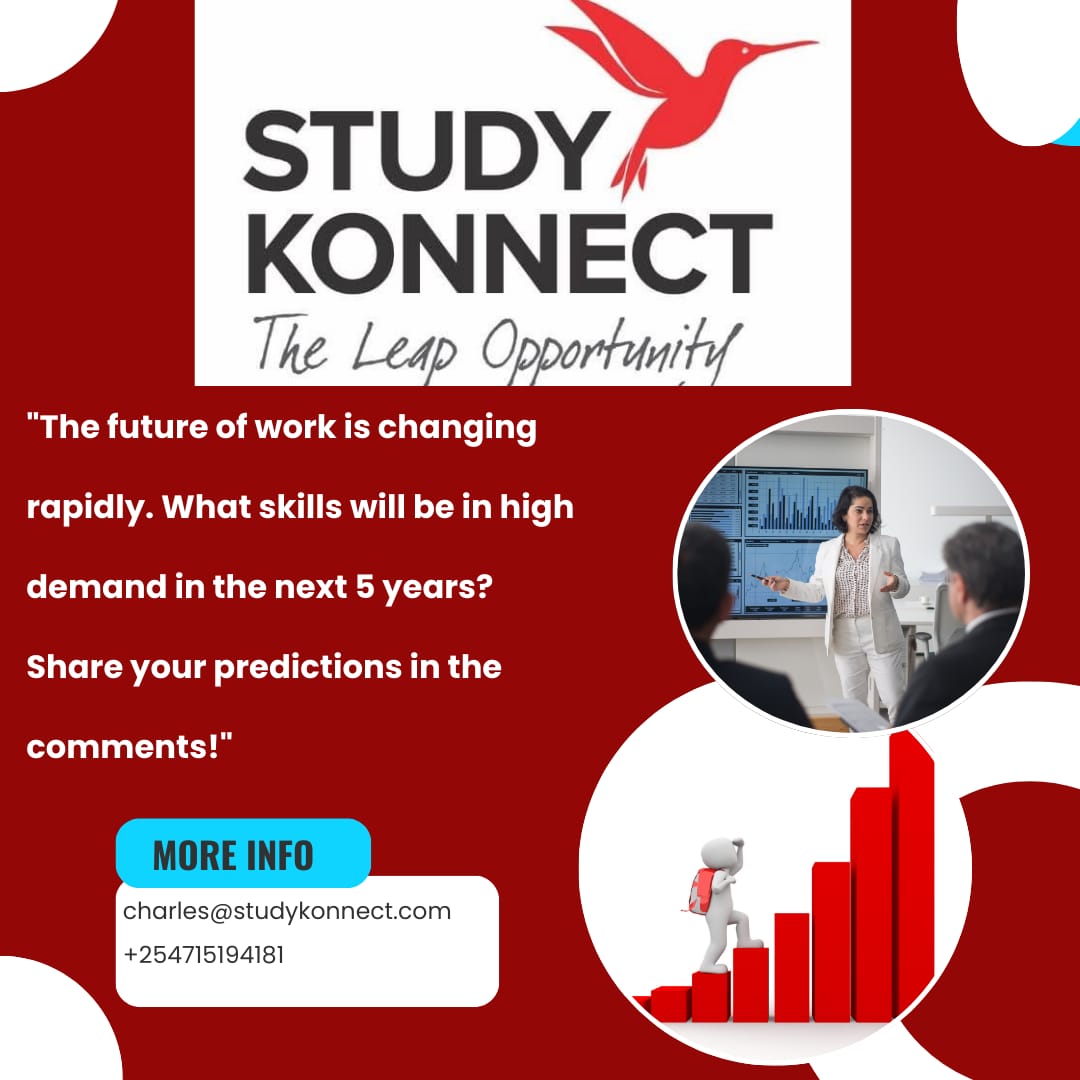 STUDY
KONNECT
The Leap Opportunity
"The future of work is changing
rapidly. What skills will be in high
demand in the next 5 years?
Share your predictions in the
comments!"
MORE INFO
charles@studykonnect.com
+254715194181